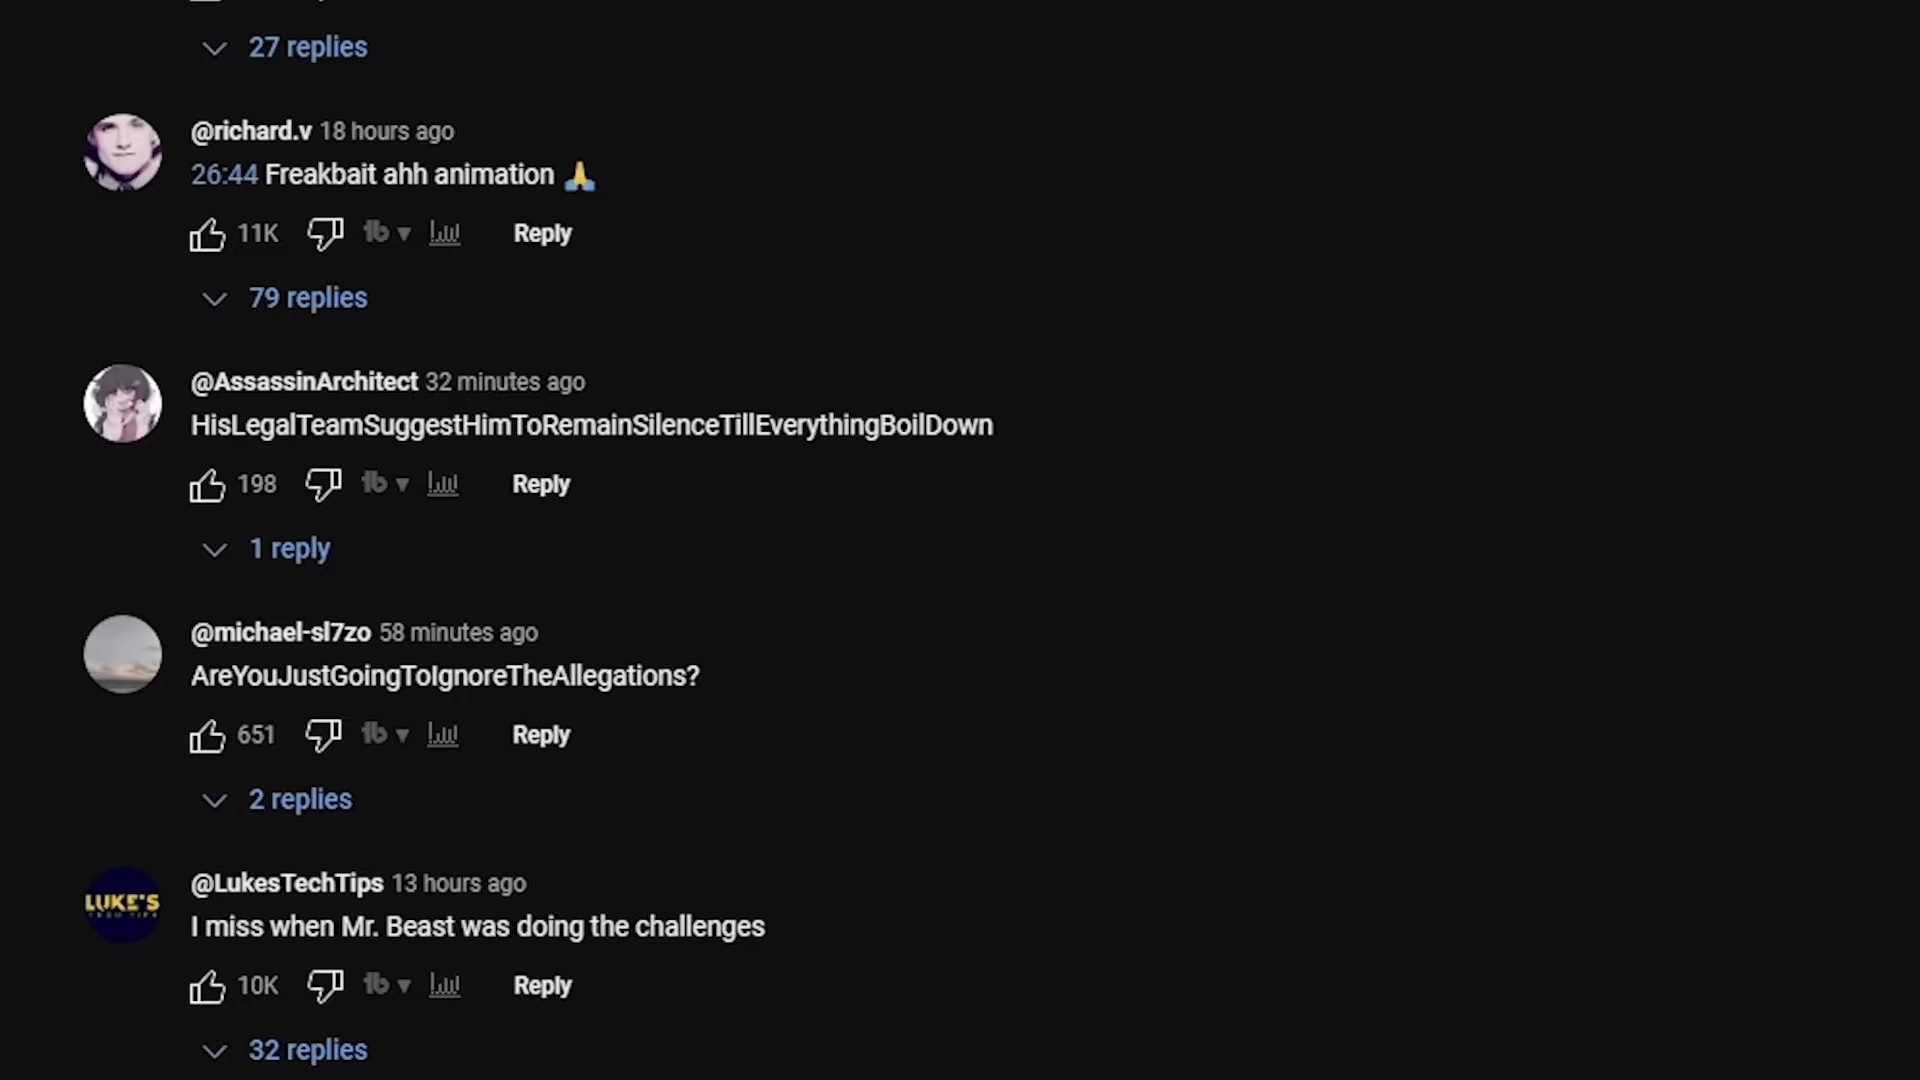 27 replies
@richard.v 18 hours ago
26:44 Freakbait ahh animation 🙏
11K Reply
79 replies
@AssassinArchitect 32 minutes ago
HisLegalTeamSuggestHimToRemainSilenceTillEverythingBoilDown
198 Reply
1 reply
@michael-sl7zo 58 minutes ago
AreYouJustGoingToIgnoreTheAllegations?
651 Reply
2 replies
LUKE'S
@LukesTechTips 13 hours ago
I miss when Mr. Beast was doing the challenges
10K Reply
32 replies